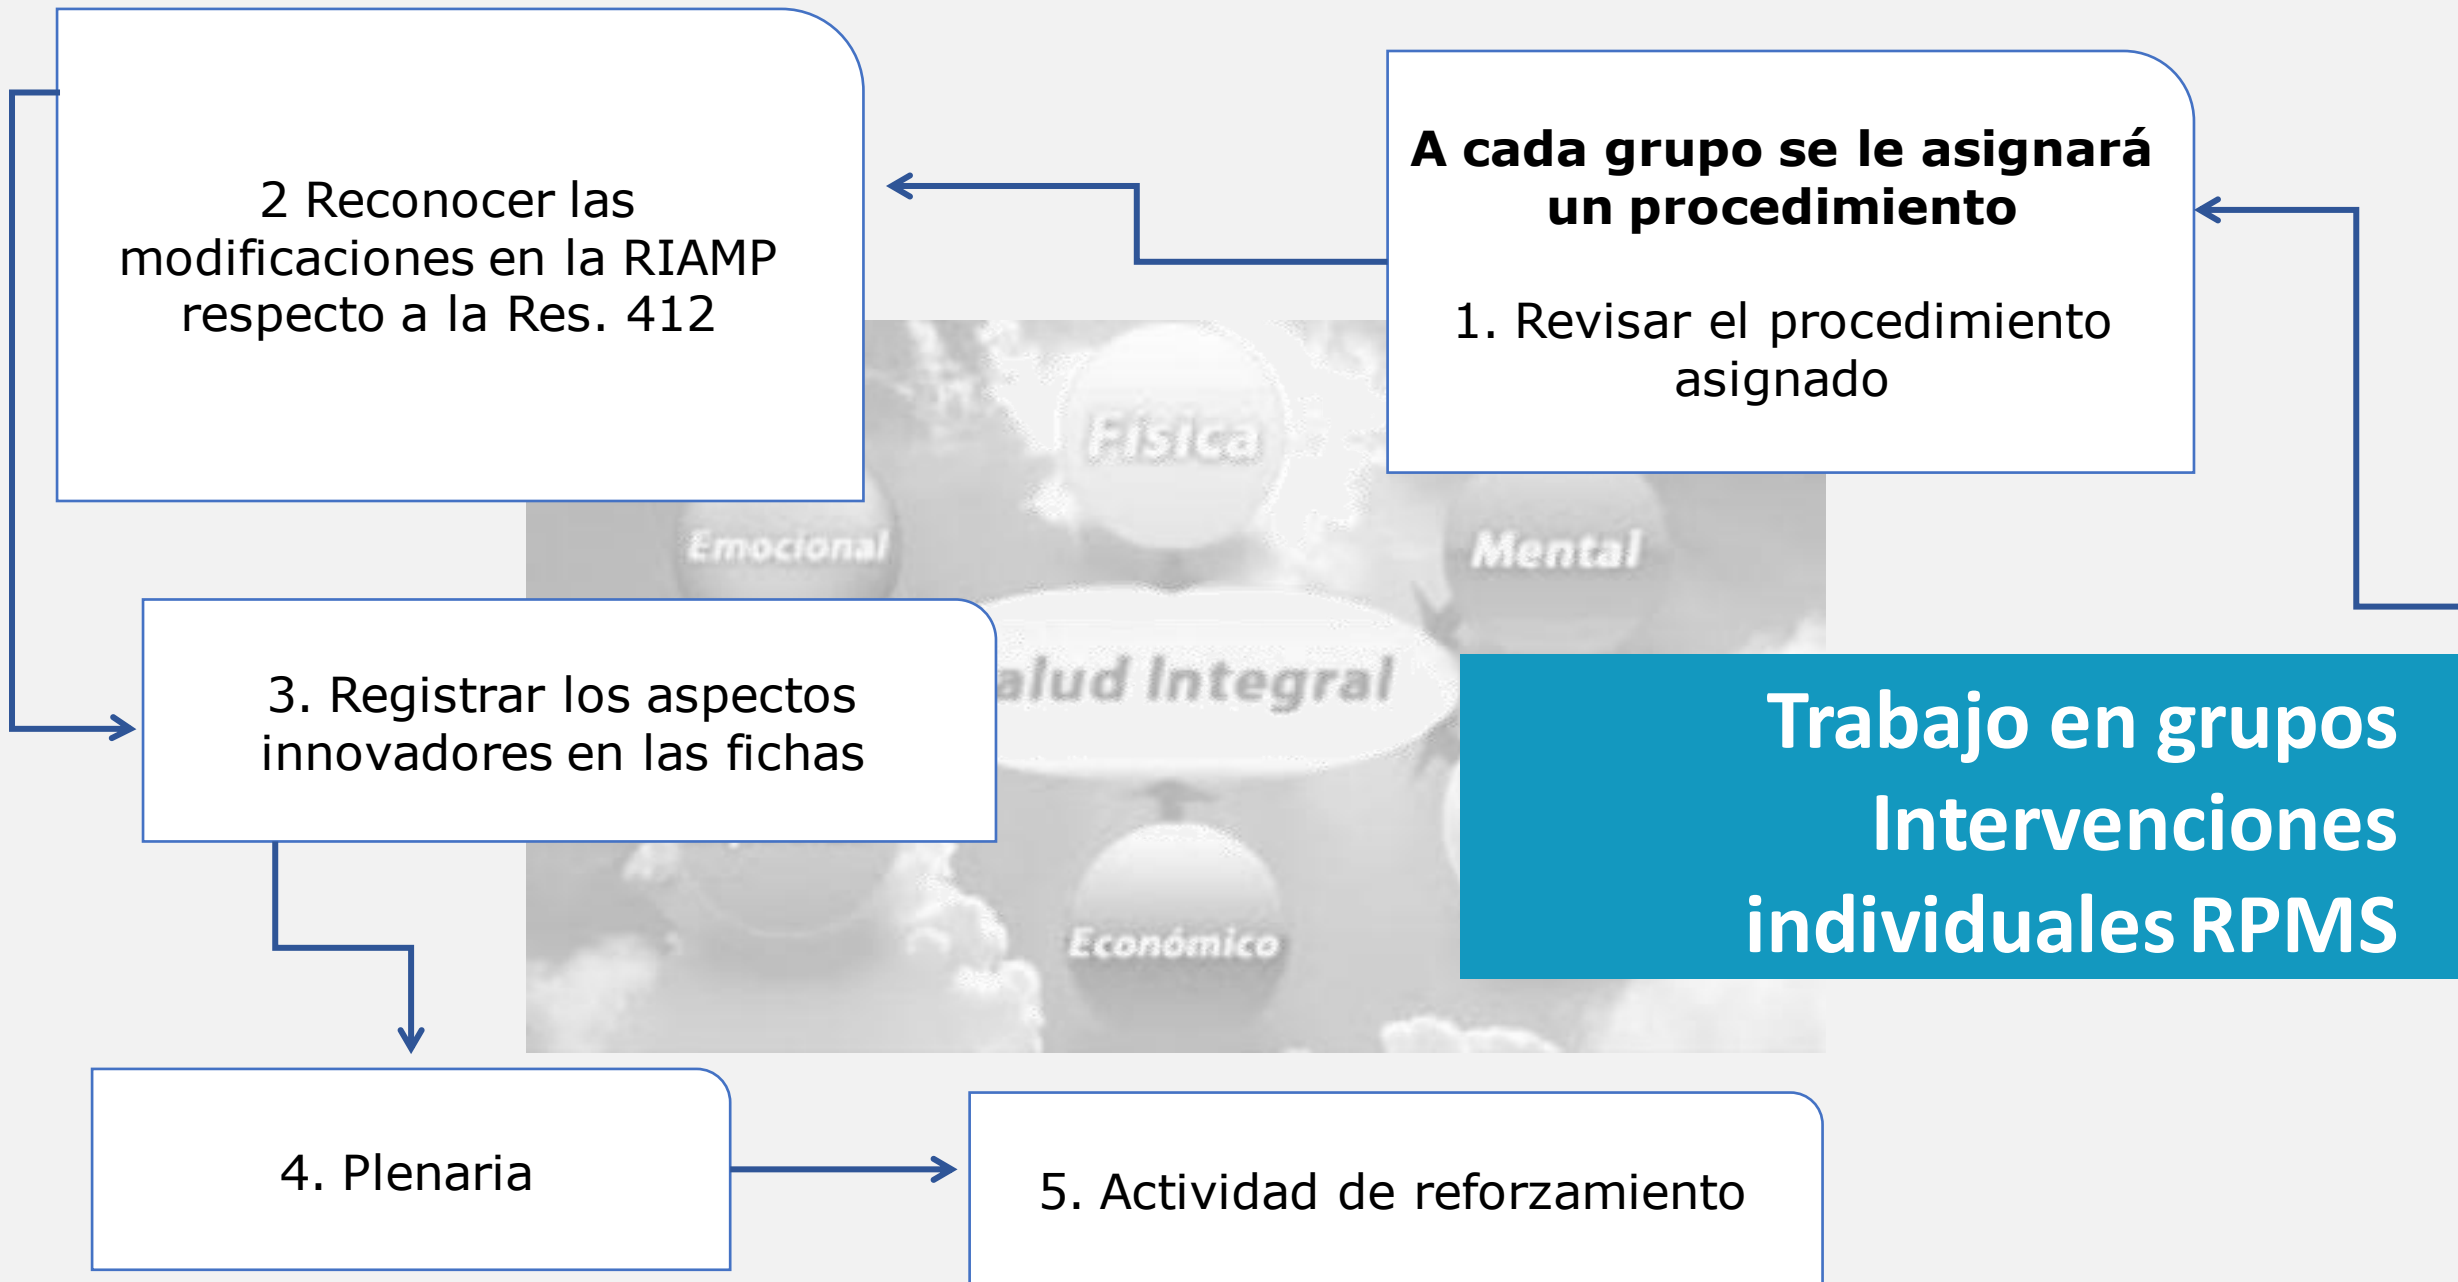 A cada grupo se le asignará
un procedimiento
1. Revisar el procedimiento
asignado
2 Reconocer las
modificaciones en la RIAMP
respecto a la Res. 412
3. Registrar los aspectos
innovadores en las fichas
4. Plenaria
5. Actividad de reforzamiento
Trabajo en grupos
Intervenciones
individuales RPMS
Física
Emocional
Mental
alud Integral
Económico